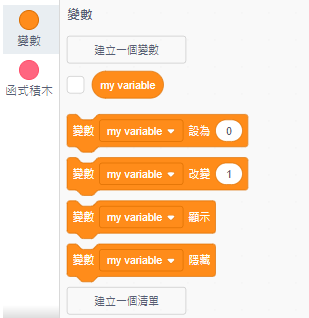 變數
函式積木
變數
建立一個變數
my variable
變數 my variable 設為 0
變數 my variable 改變 1
變數 my variable 顯示
變數 my variable 隱藏
建立一個清單